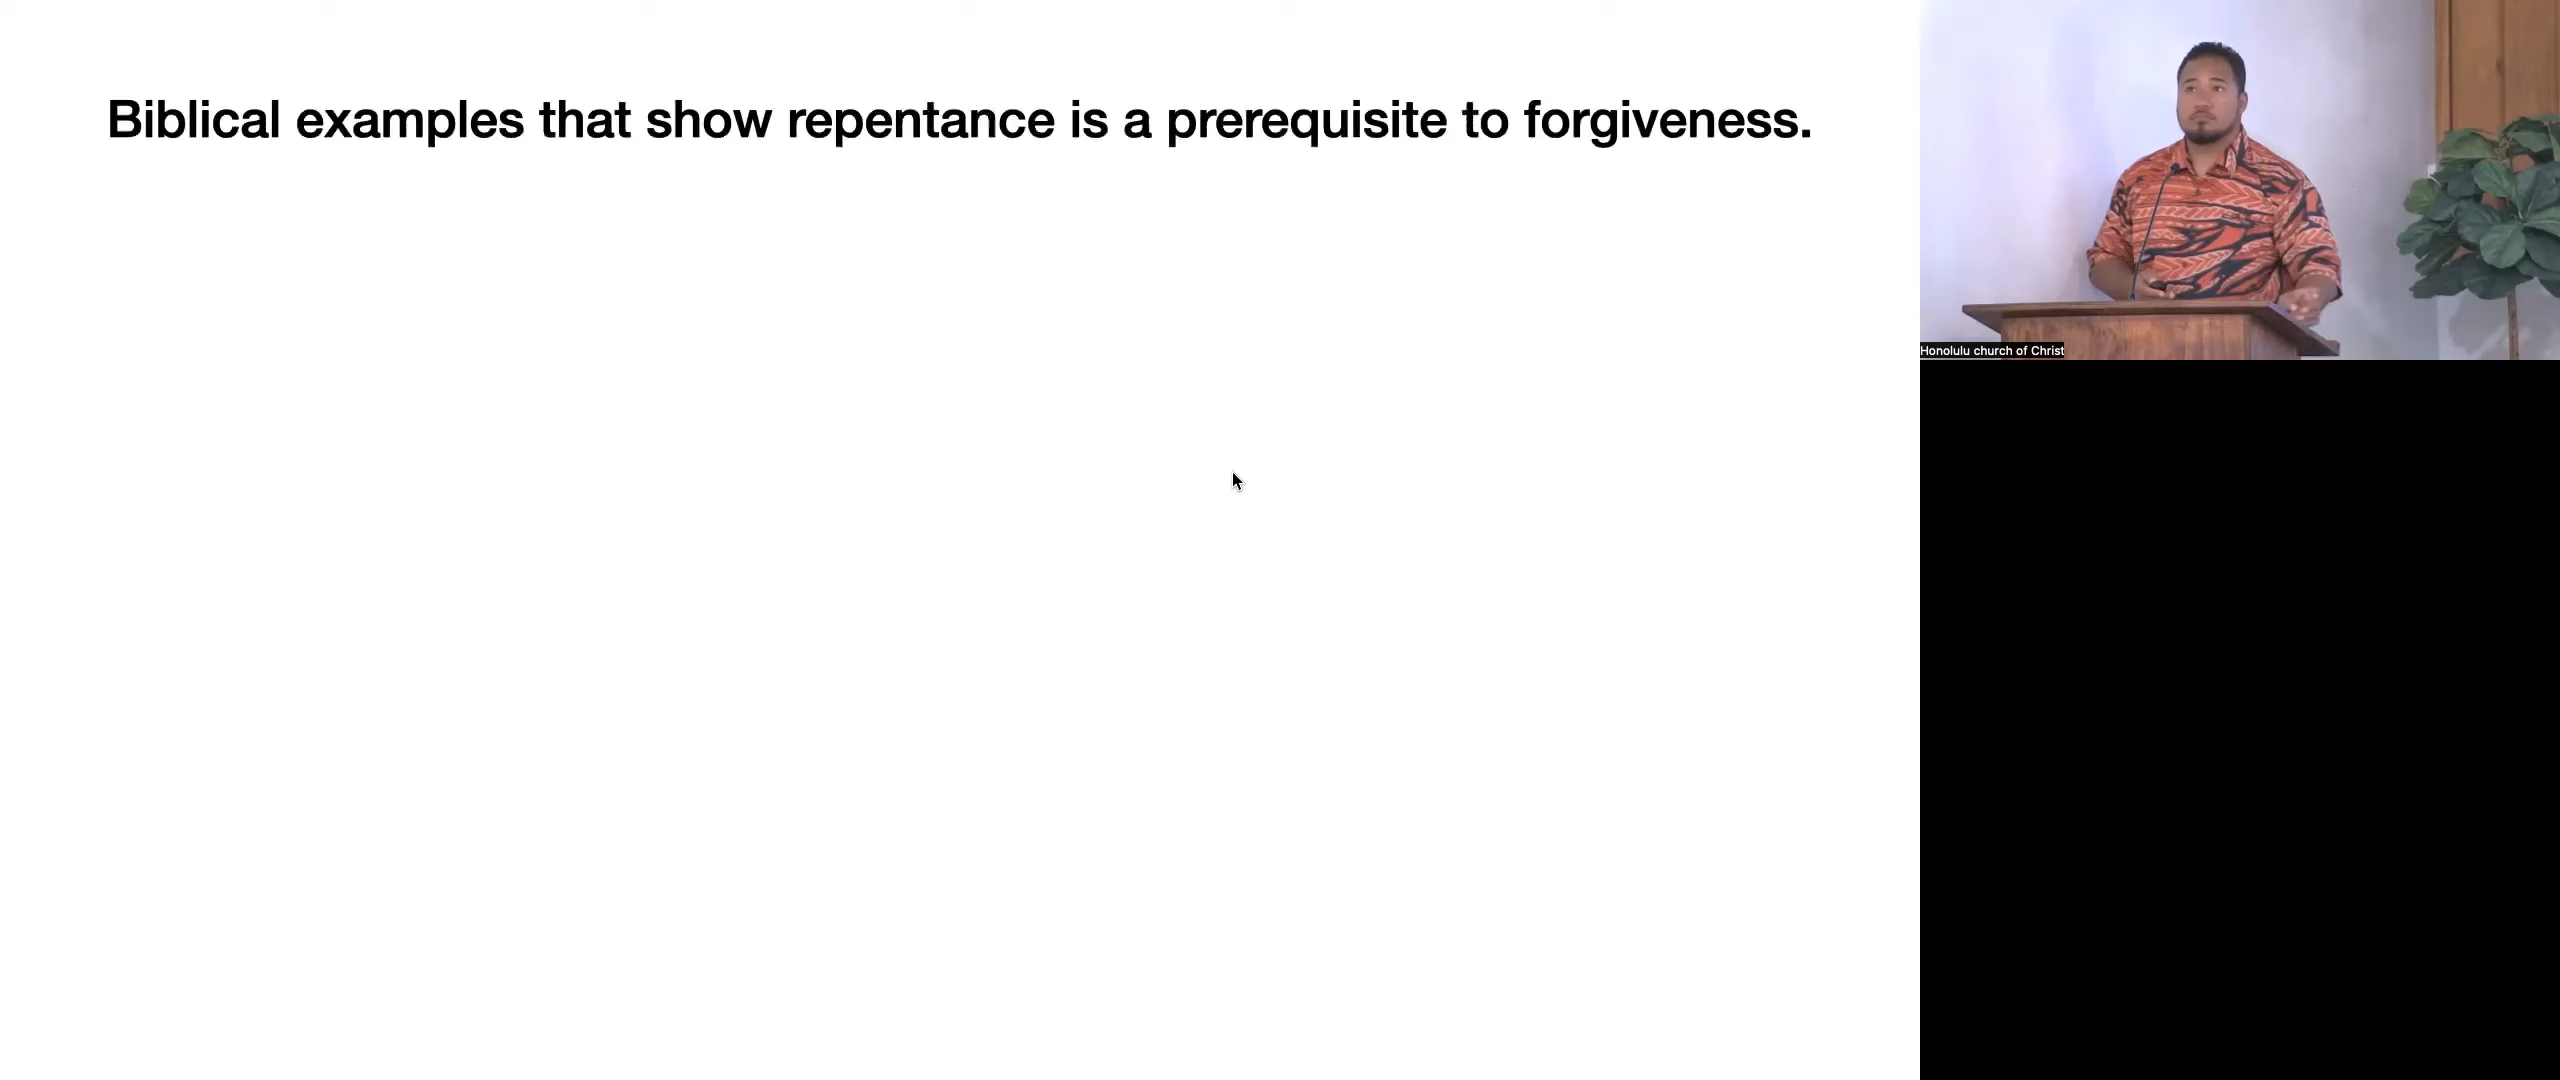 Biblical examples that show repentance is a prerequisite to forgiveness.
Honolulu church of Christ